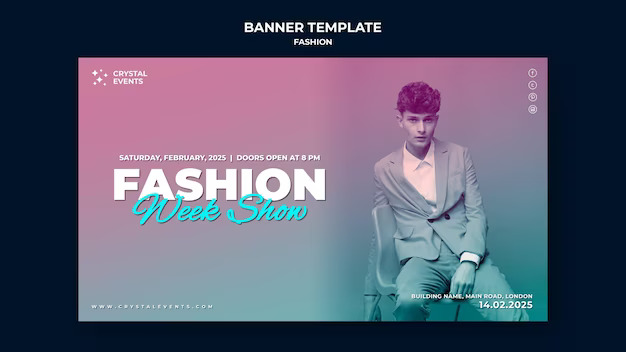 BANNER TEMPLATE
FASHION
CRYSTAL
EVENTS
SATURDAY, FEBRUARY, 2025 | DOORS OPEN AT 8 PM
FASHION
Week Show
WWW.CRYSTALEVENTS.COM
BUILDING NAME, MAIN ROAD, LONDON
14.02.2025